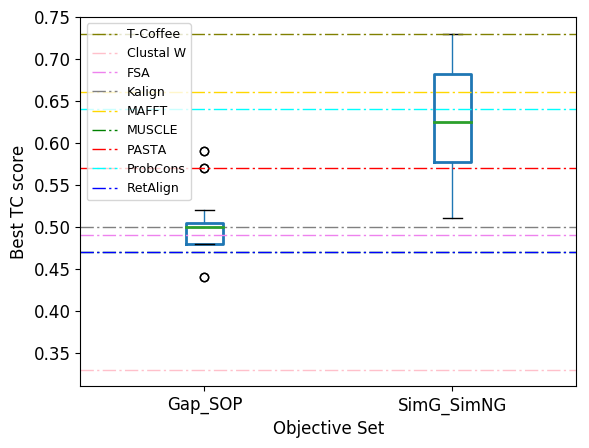 Best TC score
0.75
0.70
0.65
0.60
0.55
0.50
0.45
0.40
0.35
T-Coffee
Clustal W
FSA
Kalign
MAFFT
MUSCLE
PASTA
ProbCons
RetAlign
Gap_SOP
SimG_SimNG
Objective Set